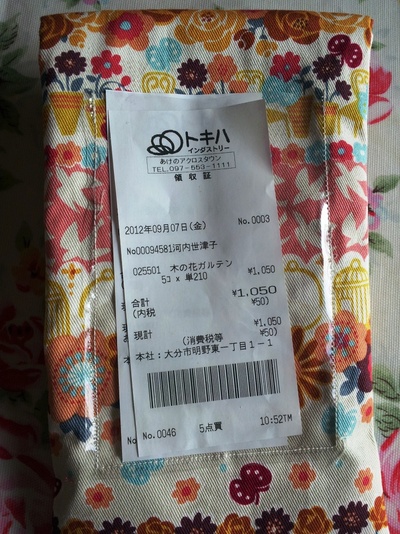 トキハ
インダストリー
あけのアクロスタウン
TEL.097-553-1111
領収証
2012年09月07日(金) No.0003
No00094581河内世津子
025501 木の花ガルテン ¥1,050
5コ × 単210
合計 ¥1,050
(内税 ¥50)
現計 ¥1,050
(消費税等 ¥50)
本社:大分市明野東一丁目1-1
No.0046 5点買 10:52TM